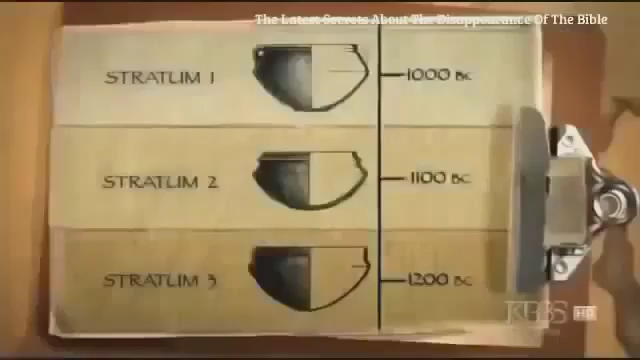 The Latest Secrets About The Disappearance Of The Bible
STRATUM 1
1000 BC
STRATUM 2
1100 BC
STRATUM 3
1200 BC
KBS HD